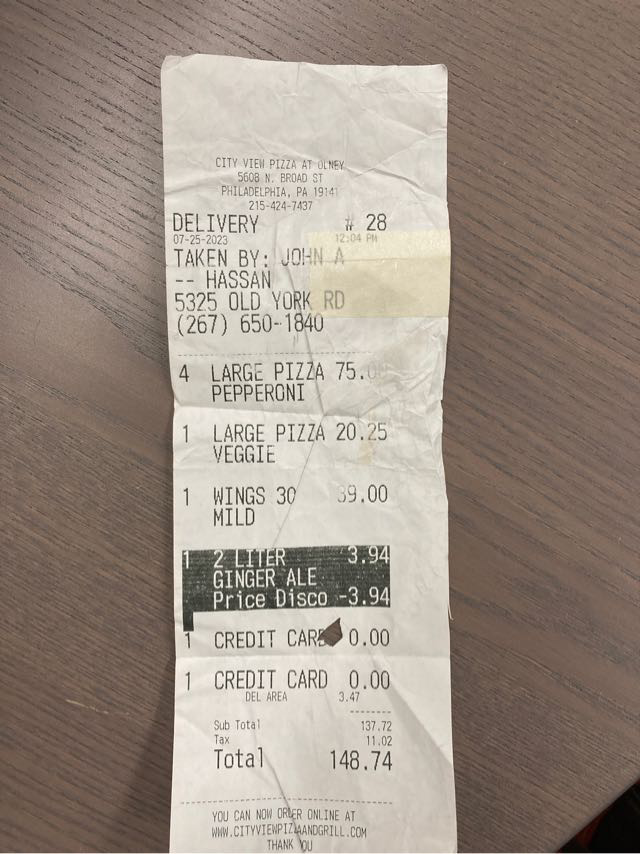 CITY VIEW PIZZA AT OLNEY
5608 N. BROAD ST
PHILADELPHIA, PA 19141
215-424-7437
DELIVERY # 28
07-25-2023 12:04 PM
TAKEN BY: JOHN A
-- HASSAN
5325 OLD YORK RD
(267) 650-1840
4 LARGE PIZZA 75.00
PEPPERONI
1 LARGE PIZZA 20.25
VEGGIE
1 WINGS 30 39.00
MILD
1 2 LITER 3.94
GINGER ALE
Price Disco -3.94
1 CREDIT CARD 0.00
1 CREDIT CARD 0.00
DEL AREA 3.47
Sub Total 137.72
Tax 11.02
Total 148.74
YOU CAN NOW ORDER ONLINE AT
WWW.CITYVIEWPIZZAANDGRILL.COM
THANK YOU